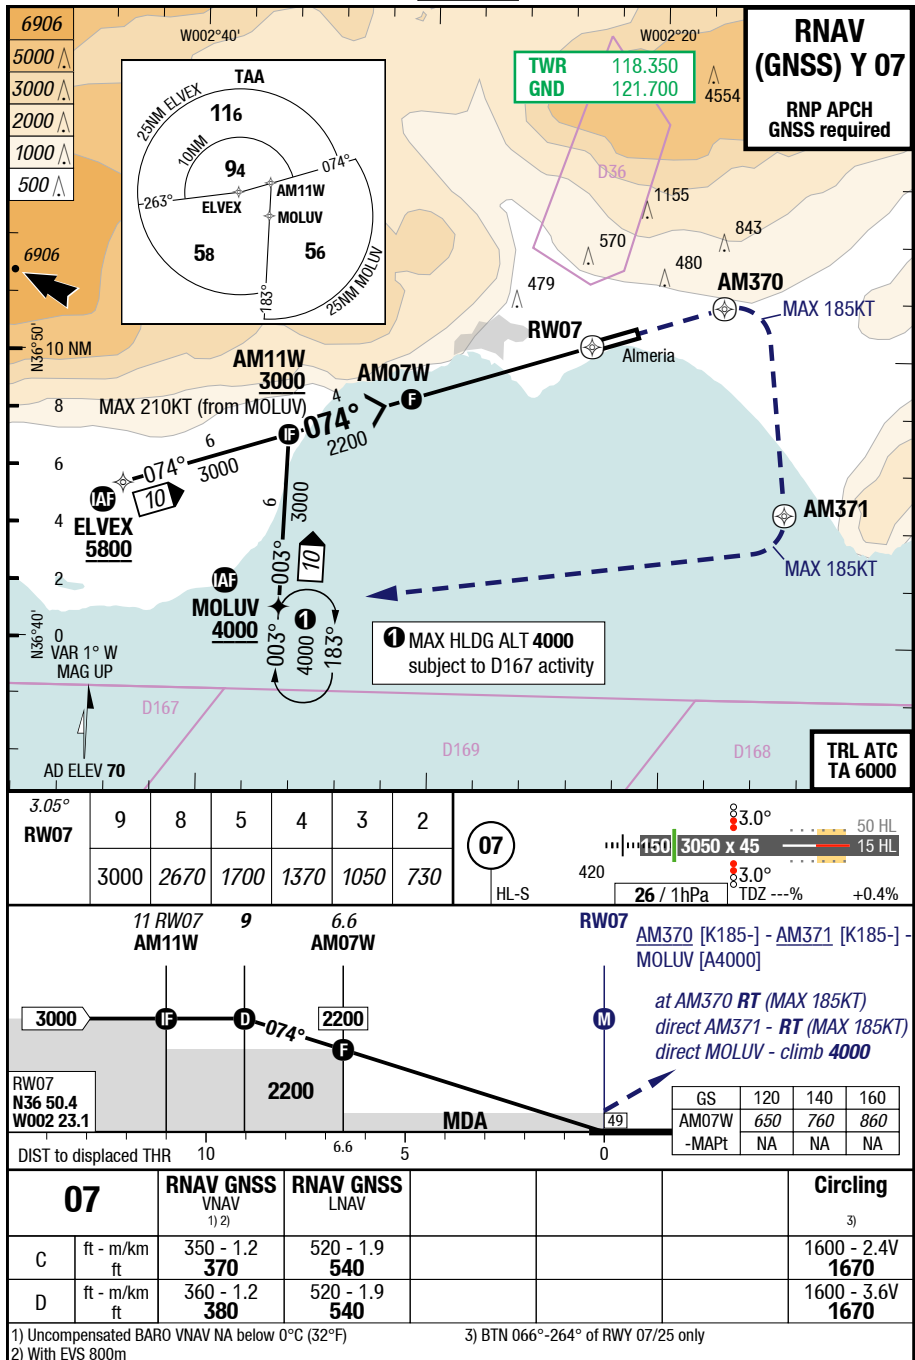 6906
5000
3000
2000
1000
500
W002°40'
W002°20'
RNAV
(GNSS) Y 07
RNP APCH
GNSS required
TWR 118.350
GND 121.700
4554
TAA
25NM ELVEX
116
10NM
94
074°
AM11W
263°
ELVEX
MOLUV
58
56
183°
25NM MOLUV
D36
1155
570
843
480
479
6906
AM370
MAX 185KT
RW07
Almeria
N36°50'
10 NM
AM11W
3000
AM07W
8
MAX 210KT (from MOLUV)
4
074°
2200
F
IF
6
6
074°
3000
10
IAF
ELVEX
5800
4
6
3000
003°
10
AM371
MAX 185KT
2
IAF
MOLUV
4000
003°
1
4000
183°
1 MAX HLDG ALT 4000
subject to D167 activity
N36°40'
0
VAR 1° W
MAG UP
AD ELEV 70
D167
D169
D168
TRL ATC
TA 6000
3.05°
RW07
9 8 5 4 3 2
3000 2670 1700 1370 1050 730
07
HL-S
420
150 3050 x 45
3.0°
3.0°
50 HL
15 HL
26 / 1hPa
TDZ ---%
+0.4%
11 RW07 9 6.6
AM11W AM07W
RW07
AM370 [K185-] - AM371 [K185-] -
MOLUV [A4000]
at AM370 RT (MAX 185KT)
direct AM371 - RT (MAX 185KT)
direct MOLUV - climb 4000
3000
IF
D
074°
2200
F
M
2200
MDA
49
RW07
N36 50.4
W002 23.1
GS 120 140 160
AM07W 650 760 860
-MAPt NA NA NA
DIST to displaced THR 10 6.6 5 0
07
RNAV GNSS
VNAV
1) 2)
RNAV GNSS
LNAV
Circling
3)
C ft - m/km 350 - 1.2 520 - 1.9 1600 - 2.4V
ft 370 540 1670
D ft - m/km 360 - 1.2 520 - 1.9 1600 - 3.6V
ft 380 540 1670
1) Uncompensated BARO VNAV NA below 0°C (32°F) 3) BTN 066°-264° of RWY 07/25 only
2) With EVS 800m